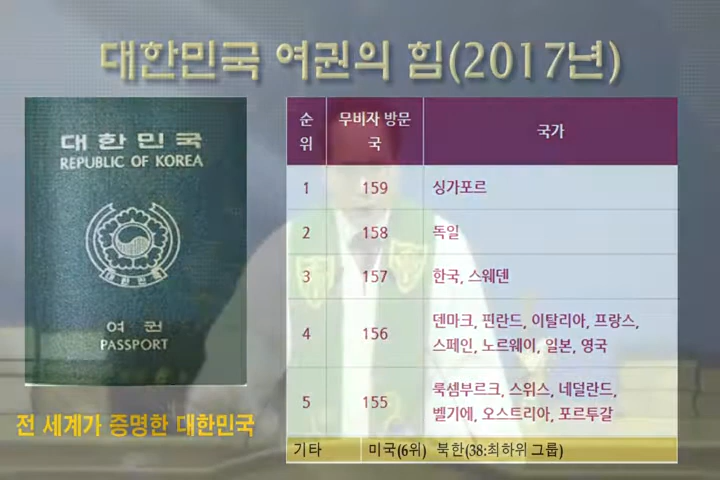 대한민국 여권의 힘(2017년)
대한민국
REPUBLIC OF KOREA
대한민국
여권
PASSPORT
전 세계가 증명한 대한민국
순위 무비자 방문국 국가
1 159 싱가포르
2 158 독일
3 157 한국, 스웨덴
4 156 덴마크, 핀란드, 이탈리아, 프랑스,
스페인, 노르웨이, 일본, 영국
5 155 룩셈부르크, 스위스, 네덜란드,
벨기에, 오스트리아, 포르투갈
기타 미국(6위) 북한(38:최하위 그룹)